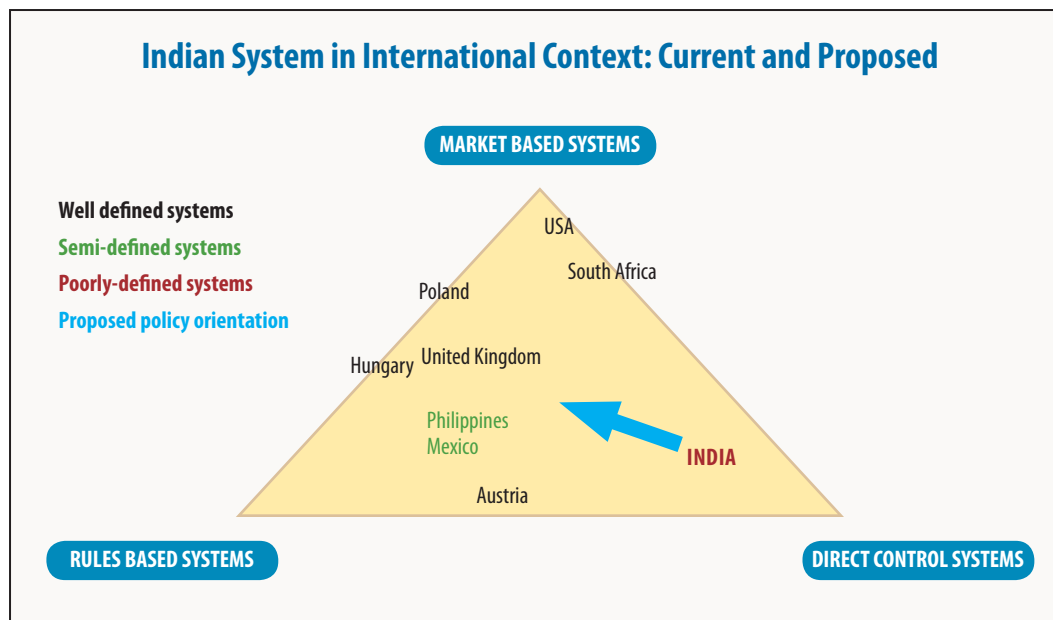 Indian System in International Context: Current and Proposed
MARKET BASED SYSTEMS
Well defined systems
Semi-defined systems
Poorly-defined systems
Proposed policy orientation
USA
South Africa
Poland
United Kingdom
Hungary
Philippines
Mexico
INDIA
Austria
RULES BASED SYSTEMS
DIRECT CONTROL SYSTEMS